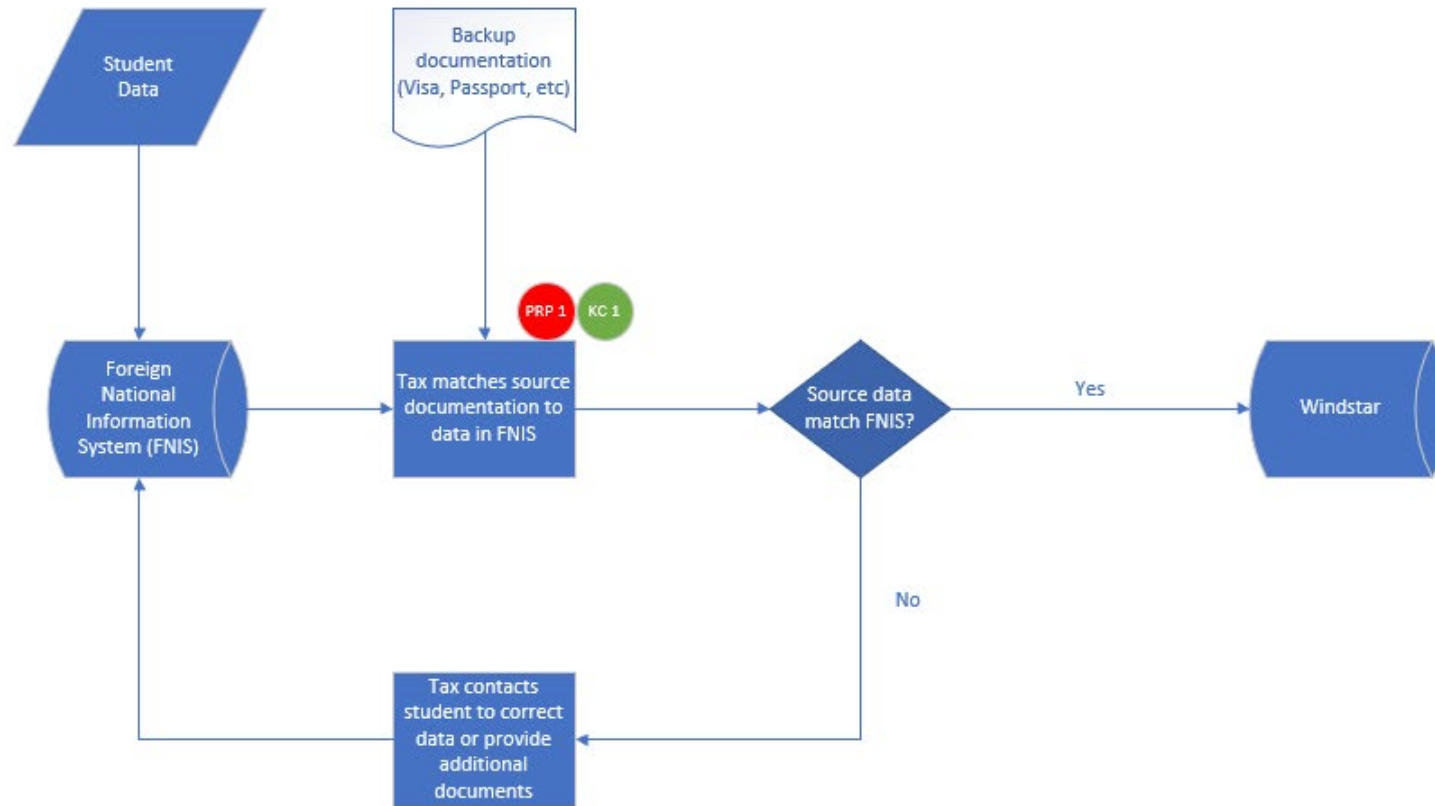 Student
Data
Backup
documentation
(Visa, Passport, etc)
PRP 1
KC 1
Foreign
National
Information
System (FNIS)
Tax matches source
documentation to
data in FNIS
Source data
match FNIS?
Yes
Windstar
No
Tax contacts
student to correct
data or provide
additional
documents